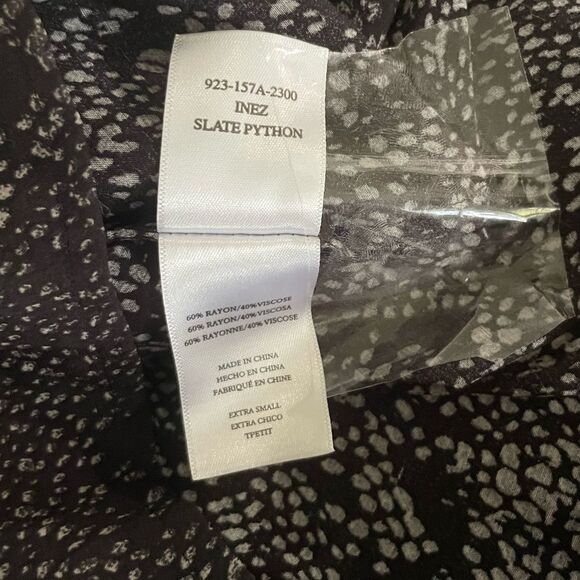 923-157A-2300
INEZ
SLATE PYTHON
60% RAYON/40% VISCOSE
60% RAYON/40% VISCOSA
60% RAYONNE/40% VISCOSE
MADE IN CHINA
HECHO EN CHINA
FABRIQUÉ EN CHINE
EXTRA SMALL
EXTRA CHICO
TPETIT